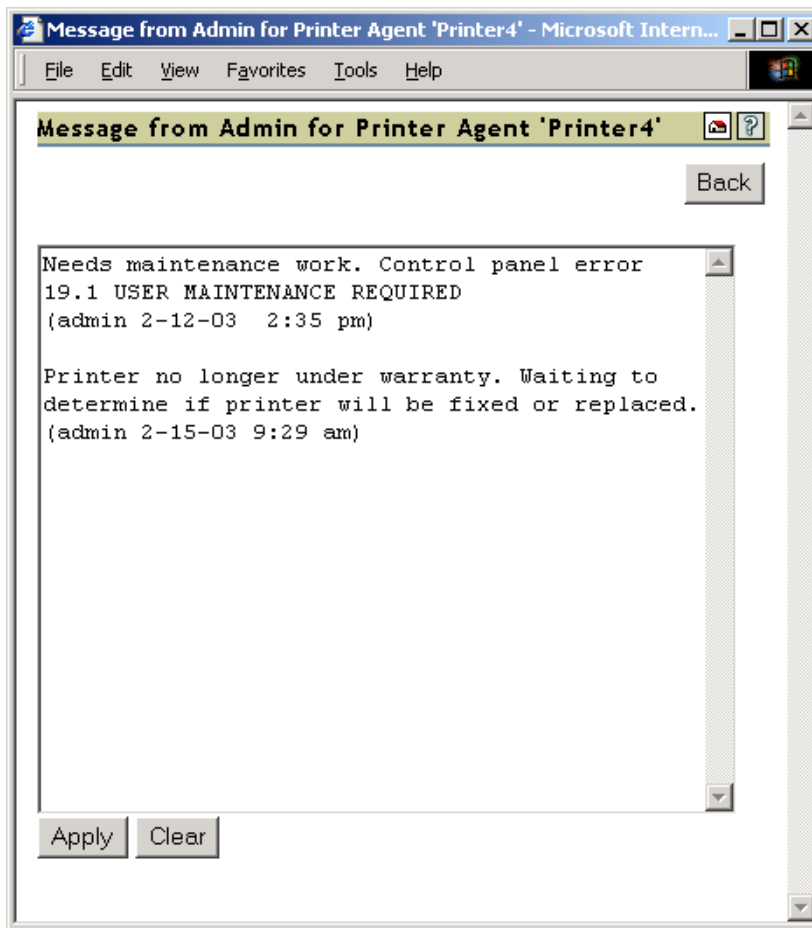 Message from Admin for Printer Agent 'Printer4' - Microsoft Intern...
File Edit View Favorites Tools Help
Message from Admin for Printer Agent 'Printer4' ?
Back
Needs maintenance work. Control panel error
19.1 USER MAINTENANCE REQUIRED
(admin 2-12-03  2:35 pm)
Printer no longer under warranty. Waiting to
determine if printer will be fixed or replaced.
(admin 2-15-03 9:29 am)
Apply Clear